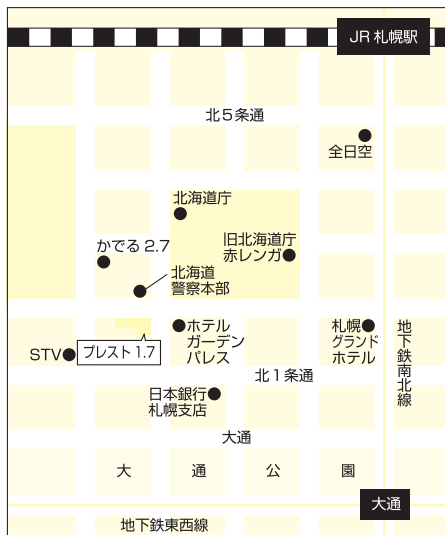 JR 札幌駅
北5条通
全日空
北海道庁
旧北海道庁
赤レンガ
かでる 2.7
北海道
警察本部
ホテル
ガーデン
パレス
札幌
グランド
ホテル
地下鉄南北線
STV
プレスト 1.7
北1条通
日本銀行
札幌支店
大通
大通公園
大通
地下鉄東西線